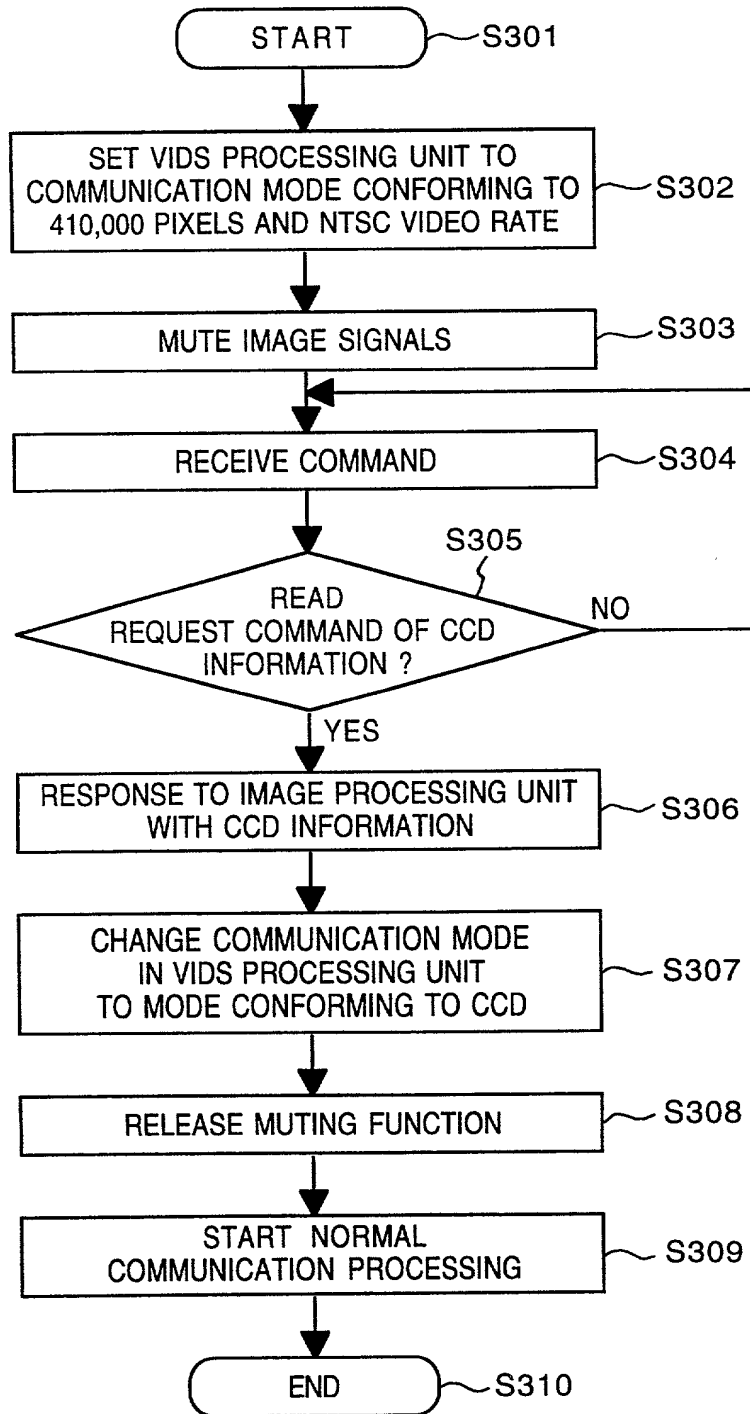 START
S301
SET VIDS PROCESSING UNIT TO
COMMUNICATION MODE CONFORMING TO
410,000 PIXELS AND NTSC VIDEO RATE
S302
MUTE IMAGE SIGNALS
S303
RECEIVE COMMAND
S304
S305
READ
REQUEST COMMAND OF CCD
INFORMATION ?
NO
YES
RESPONSE TO IMAGE PROCESSING UNIT
WITH CCD INFORMATION
S306
CHANGE COMMUNICATION MODE
IN VIDS PROCESSING UNIT
TO MODE CONFORMING TO CCD
S307
RELEASE MUTING FUNCTION
S308
START NORMAL
COMMUNICATION PROCESSING
S309
END
S310